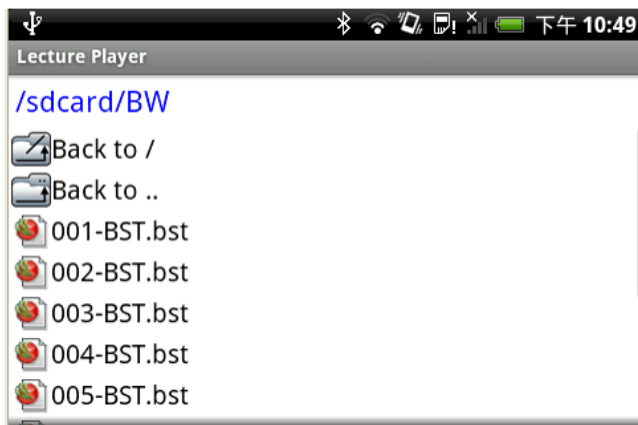 下午 10:49
Lecture Player
/sdcard/BW
Back to /
Back to ..
001-BST.bst
002-BST.bst
003-BST.bst
004-BST.bst
005-BST.bst